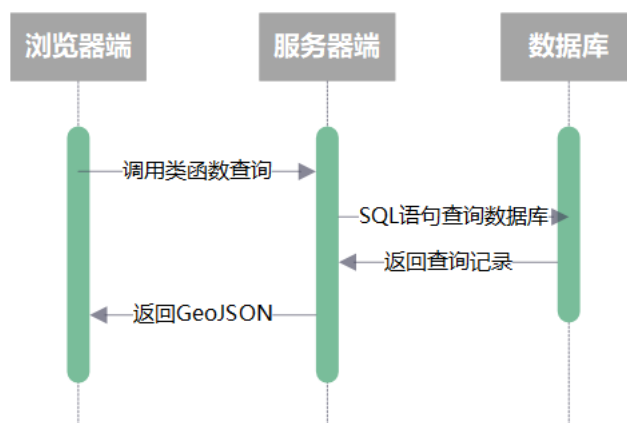 浏览器端
服务器端
数据库
调用类函数查询
SQL语句查询数据库
返回查询记录
返回GeoJSON